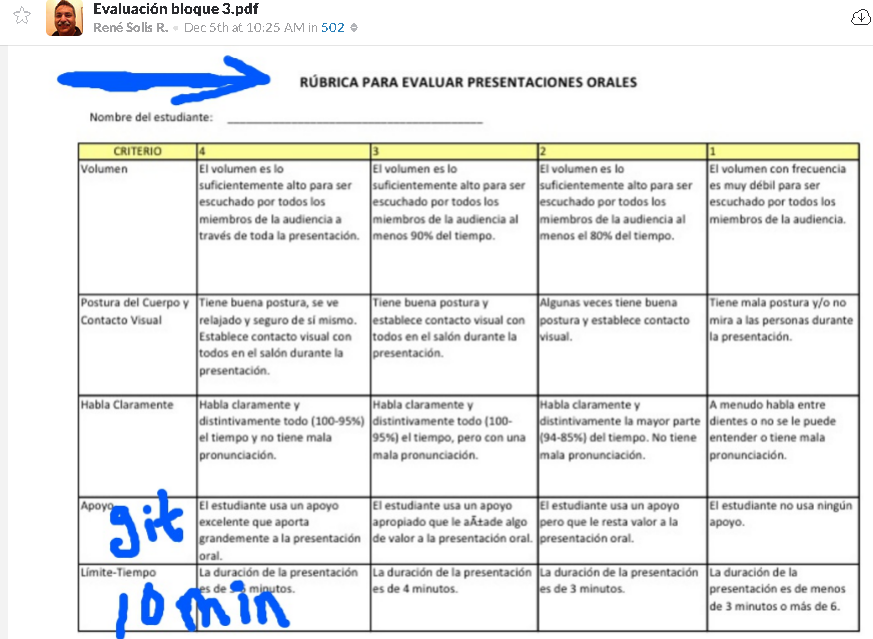 Evaluación bloque 3.pdf
René Solis R. • Dec 5th at 10:25 AM in 502
RÚBRICA PARA EVALUAR PRESENTACIONES ORALES
Nombre del estudiante:
CRITERIO 4 3 2 1
Volumen
El volumen es lo
suficientemente alto para ser
escuchado por todos los
miembros de la audiencia a
través de toda la presentación.
El volumen es lo
suficientemente alto para ser
escuchado por todos los
miembros de la audiencia al
menos 90% del tiempo.
El volumen es lo
suficientemente alto para ser
escuchado por todos los
miembros de la audiencia al
menos el 80% del tiempo.
El volumen con frecuencia
es muy débil para ser
escuchado por todos los
miembros de la audiencia.
Postura del Cuerpo y
Contacto Visual
Tiene buena postura, se ve
relajado y seguro de sí mismo.
Establece contacto visual con
todos en el salón durante la
presentación.
Tiene buena postura y
establece contacto visual con
todos en el salón durante la
presentación.
Algunas veces tiene buena
postura y establece contacto
visual.
Tiene mala postura y/o no
mira a las personas durante
la presentación.
Habla Claramente
Habla claramente y
distintivamente todo (100-95%)
el tiempo y no tiene mala
pronunciación.
Habla claramente y
distintivamente todo (100-
95%) el tiempo, pero con una
mala pronunciación.
Habla claramente y
distintivamente la mayor parte
(94-85%) del tiempo. No tiene
mala pronunciación.
A menudo habla entre
dientes o no se le puede
entender o tiene mala
pronunciación.
Apoyo
git
El estudiante usa un apoyo
excelente que aporta
grandemente a la presentación
oral.
El estudiante usa un apoyo
apropiado que le aÃ±ade algo
de valor a la presentación oral.
El estudiante usa un apoyo
pero que le resta valor a la
presentación oral.
El estudiante no usa ningún
apoyo.
Límite-Tiempo
10 min
La duración de la presentación
es de minutos.
La duración de la presentación
es de 4 minutos.
La duración de la presentación
es de 3 minutos.
La duración de la
presentación es de menos
de 3 minutos o más de 6.